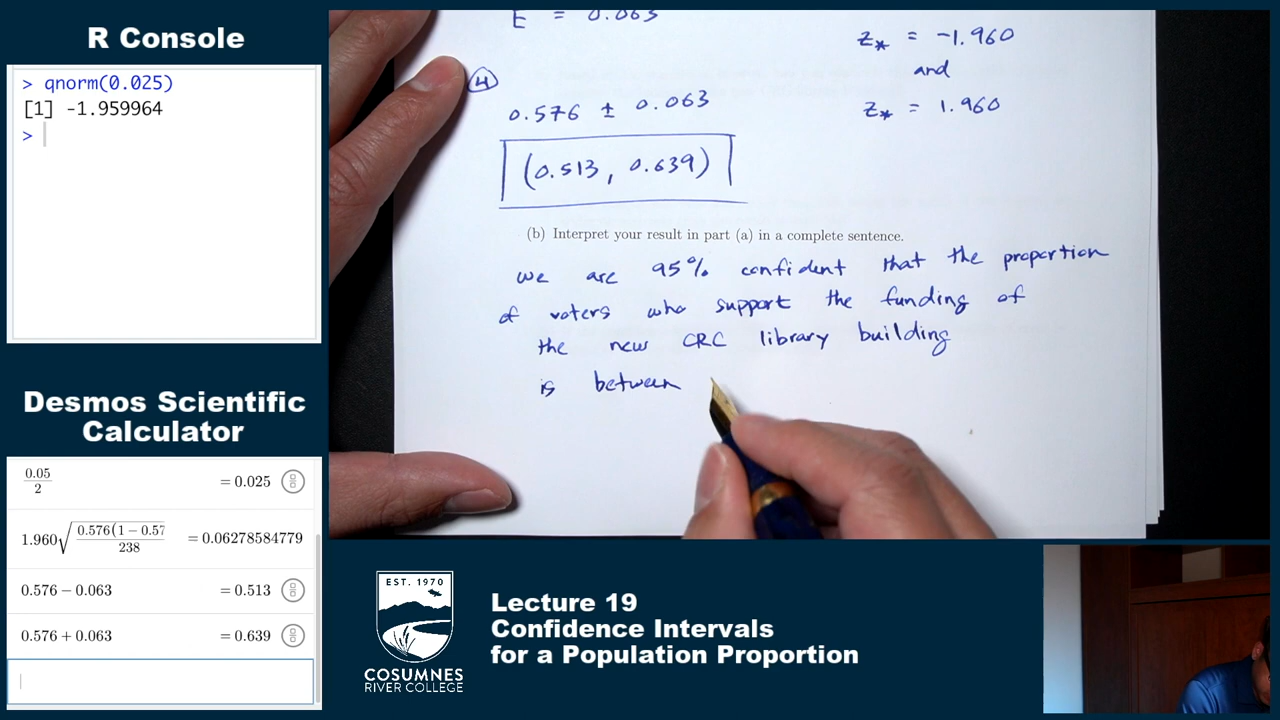 R Console
> qnorm(0.025)
[1] -1.959964
>
E = 0.063
z* = -1.960
and
z* = 1.960
4
0.576 ± 0.063
(0.513, 0.639)
(b) Interpret your result in part (a) in a complete sentence.
we are 95% confident that the proportion
of voters who support the funding of
the new CRC library building
is between
Desmos Scientific
Calculator
0.05/2 = 0.025
1.960√(0.576(1 − 0.57/238 = 0.06278584779
0.576 − 0.063 = 0.513
0.576 + 0.063 = 0.639
EST. 1970
COSUMNES
RIVER COLLEGE
Lecture 19
Confidence Intervals
for a Population Proportion